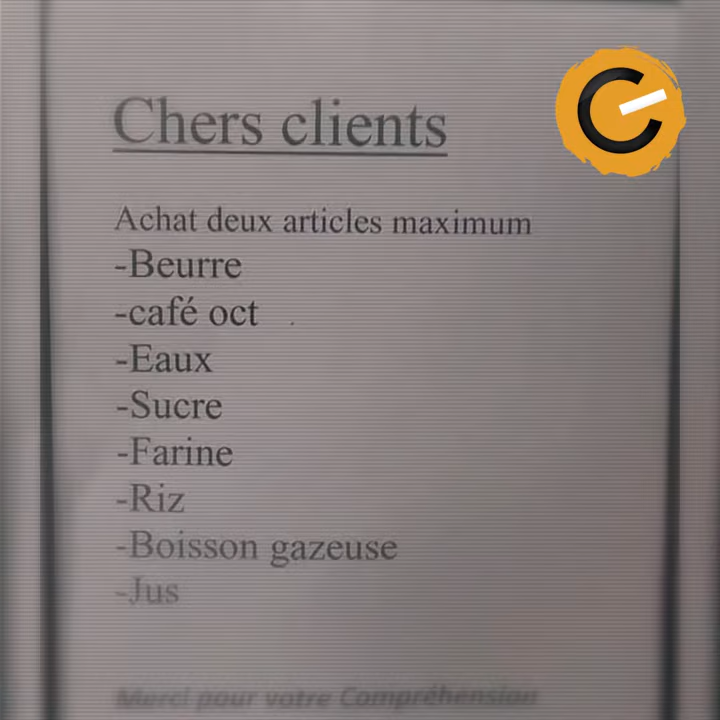 Chers clients
Achat deux articles maximum
-Beurre
-café oct
-Eaux
-Sucre
-Farine
-Riz
-Boisson gazeuse
-Jus
Merci pour votre Compréhension